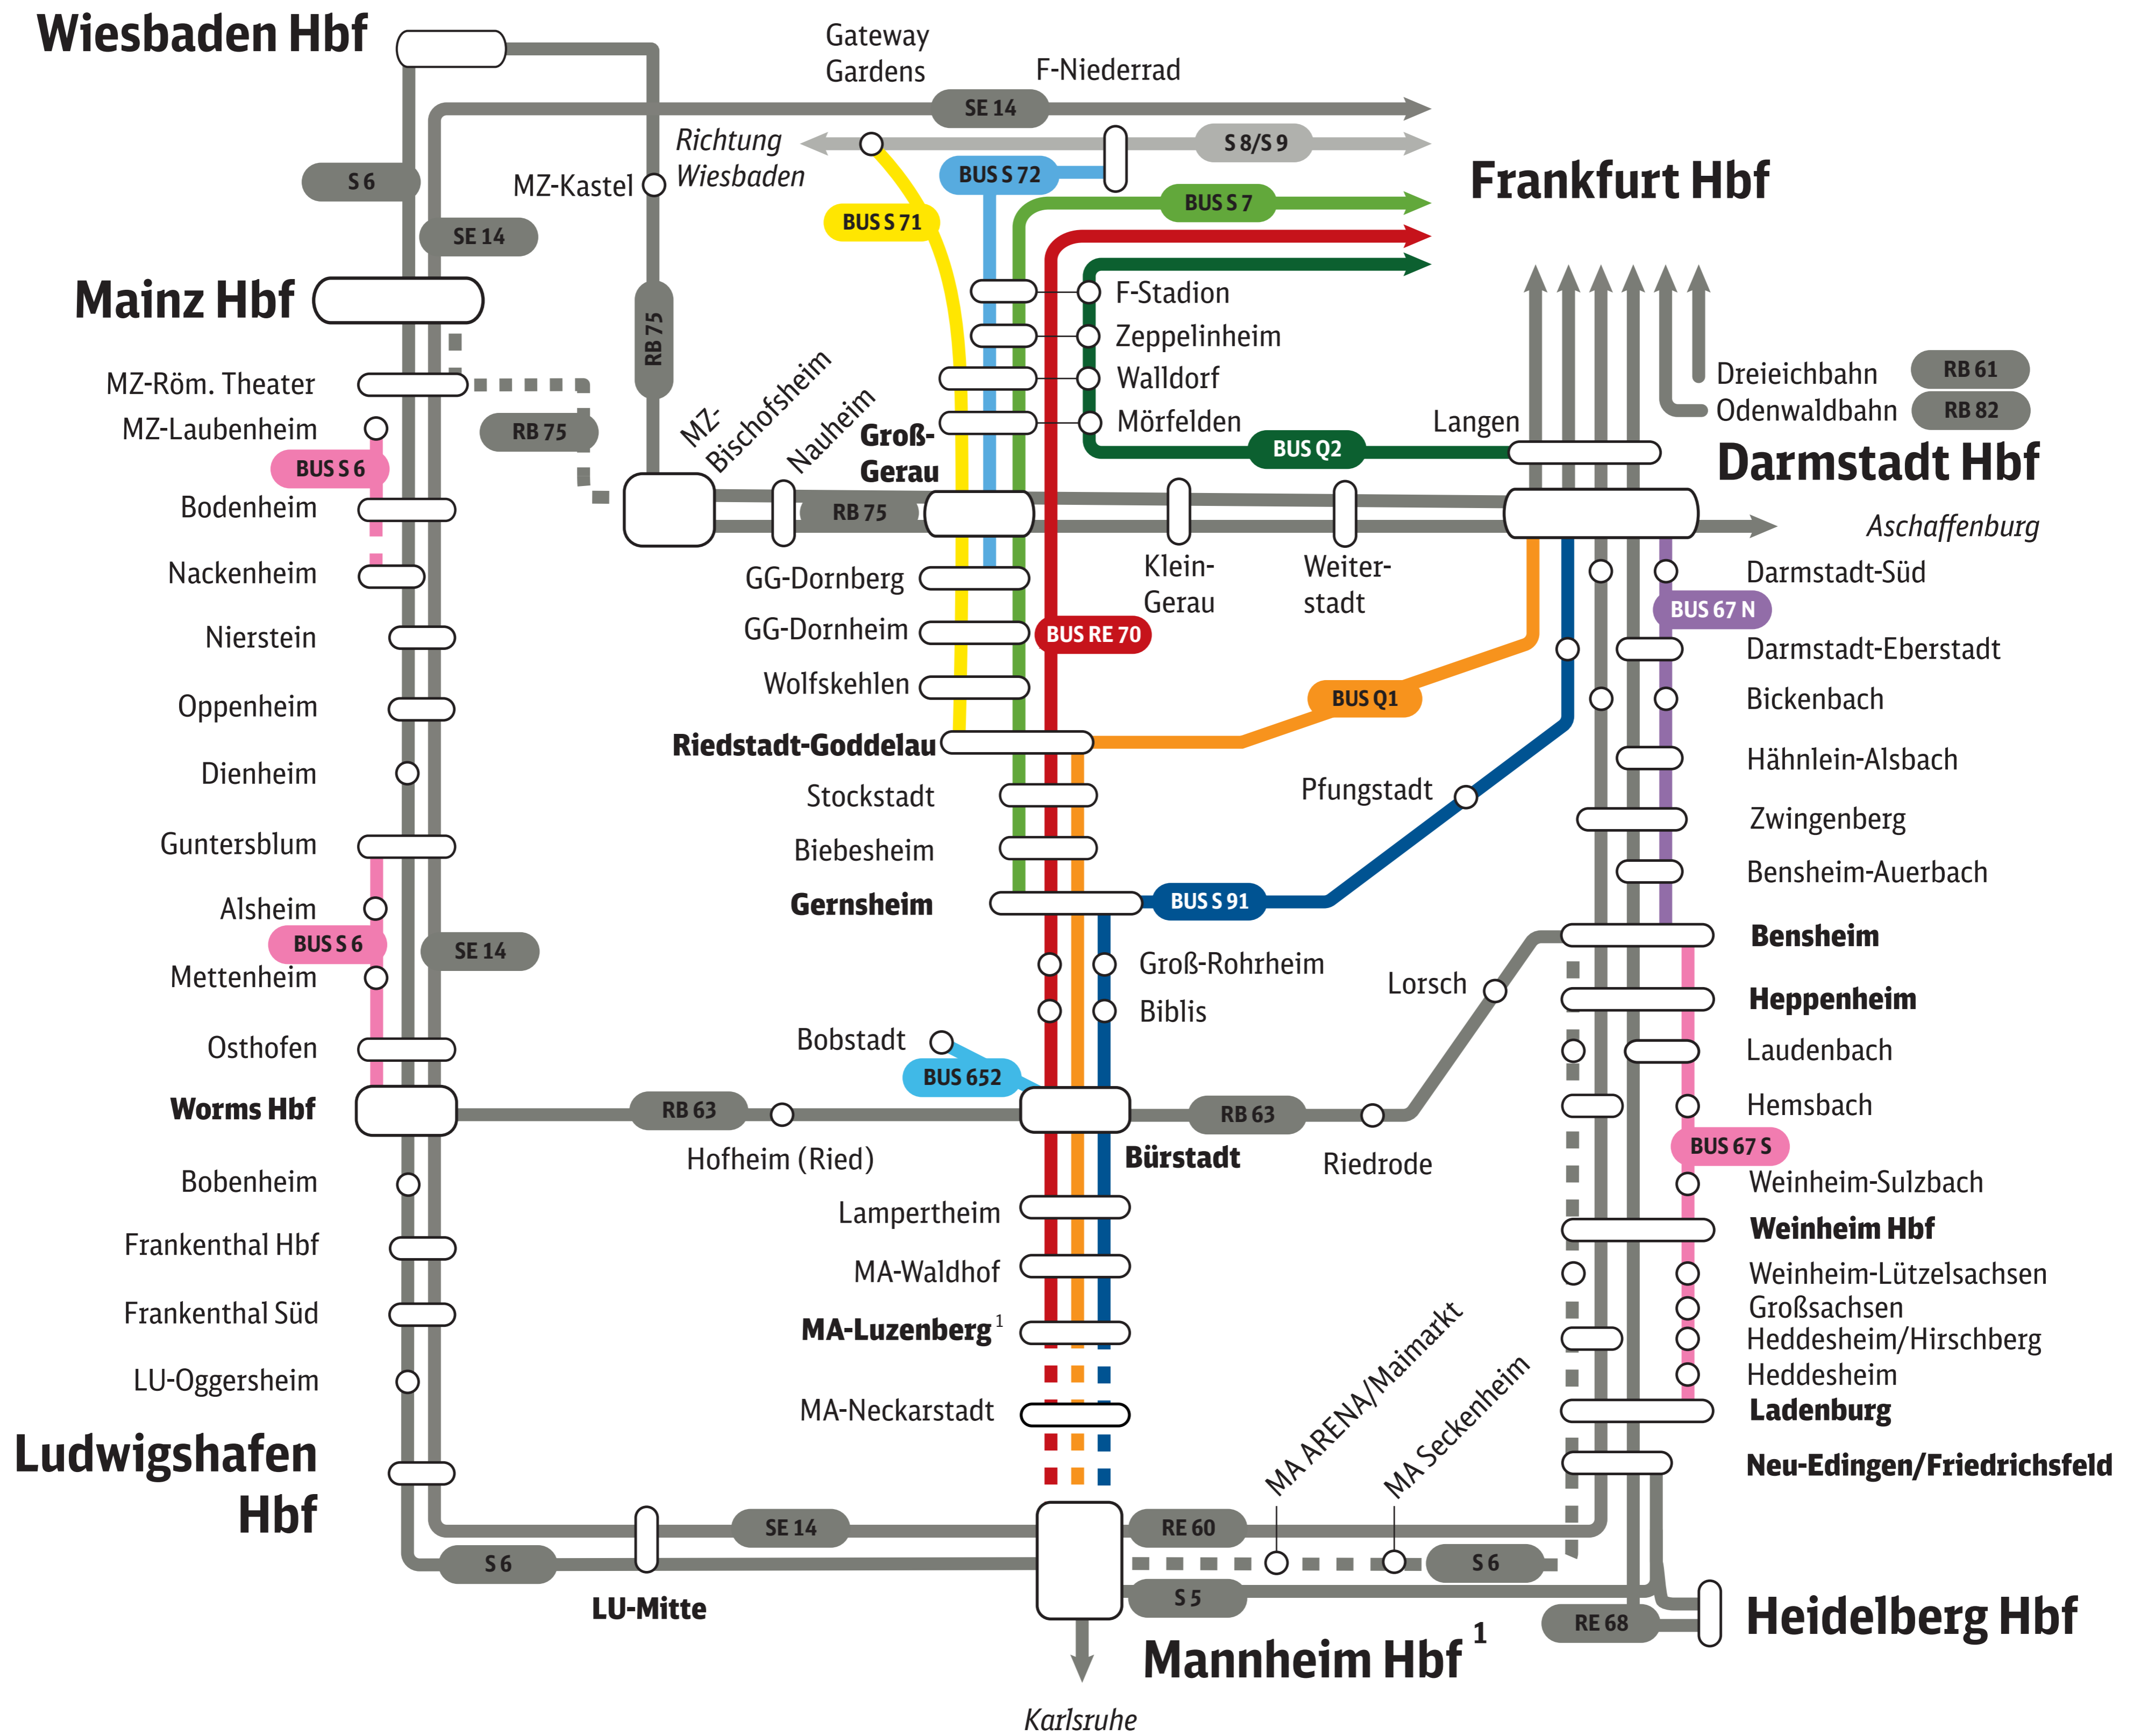 Wiesbaden Hbf
Gateway
Gardens
F-Niederrad
SE 14
Richtung
Wiesbaden
S 8/S 9
S 6
MZ-Kastel
BUS S 72
Frankfurt Hbf
BUS S 7
BUS S 71
SE 14
Mainz Hbf
F-Stadion
RB 75
Zeppelinheim
MZ-Röm. Theater
Walldorf
Dreieichbahn
RB 61
Odenwaldbahn
RB 82
MZ-Laubenheim
RB 75
MZ-
Bischofsheim
Nauheim
Groß-
Gerau
Mörfelden
Langen
BUS Q2
Darmstadt Hbf
BUS S 6
Bodenheim
RB 75
Aschaffenburg
Nackenheim
GG-Dornberg
Klein-
Gerau
Weiter-
stadt
Darmstadt-Süd
BUS 67 N
Nierstein
GG-Dornheim
BUS RE 70
Darmstadt-Eberstadt
Wolfskehlen
BUS Q1
Bickenbach
Oppenheim
Riedstadt-Goddelau
Hähnlein-Alsbach
Dienheim
Stockstadt
Pfungstadt
Zwingenberg
Guntersblum
Biebesheim
Bensheim-Auerbach
Alsheim
Gernsheim
BUS S 91
BUS S 6
SE 14
Bensheim
Mettenheim
Groß-Rohrheim
Lorsch
Heppenheim
Biblis
Osthofen
Bobstadt
Laudenbach
BUS 652
Worms Hbf
RB 63
RB 63
Hemsbach
Hofheim (Ried)
Bürstadt
Riedrode
BUS 67 S
Bobenheim
Weinheim-Sulzbach
Lampertheim
Weinheim Hbf
Frankenthal Hbf
MA-Waldhof
Weinheim-Lützelsachsen
Frankenthal Süd
Großsachsen
MA-Luzenberg 1
Heddesheim/Hirschberg
LU-Oggersheim
Heddesheim
MA-Neckarstadt
MA ARENA/Maimarkt
MA Seckenheim
Ladenburg
Ludwigshafen
Hbf
Neu-Edingen/Friedrichsfeld
SE 14
RE 60
S 6
S 6
S 5
LU-Mitte
RE 68
Heidelberg Hbf
Mannheim Hbf 1
Karlsruhe